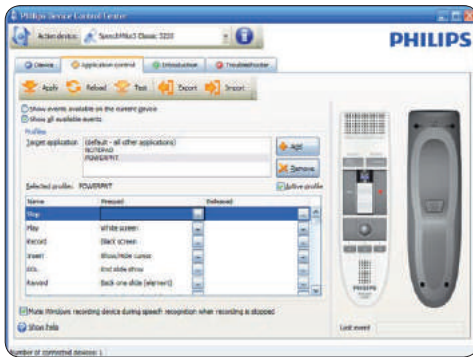 Philips Device Control Center
Active device: SpeechMike3 Classic 3220
PHILIPS
Device Application control Introduction Troubleshooter
Apply Reload Test Export Import
Show events available on the current device
Show all available events
Profiles
Target application: (default - all other applications)
NOTEPAD
POWERPNT
Add
Remove
Selected profile: POWERPNT
Active profile
Name Pressed Released
Stop
Play White screen
Record Black screen
Insert Show/Hide cursor
EOL End slide show
Rewind Back one slide (element)
Mute Windows recording device during speech recognition when recording is stopped
Show help
Last event
Number of connected devices: 1
PHILIPS